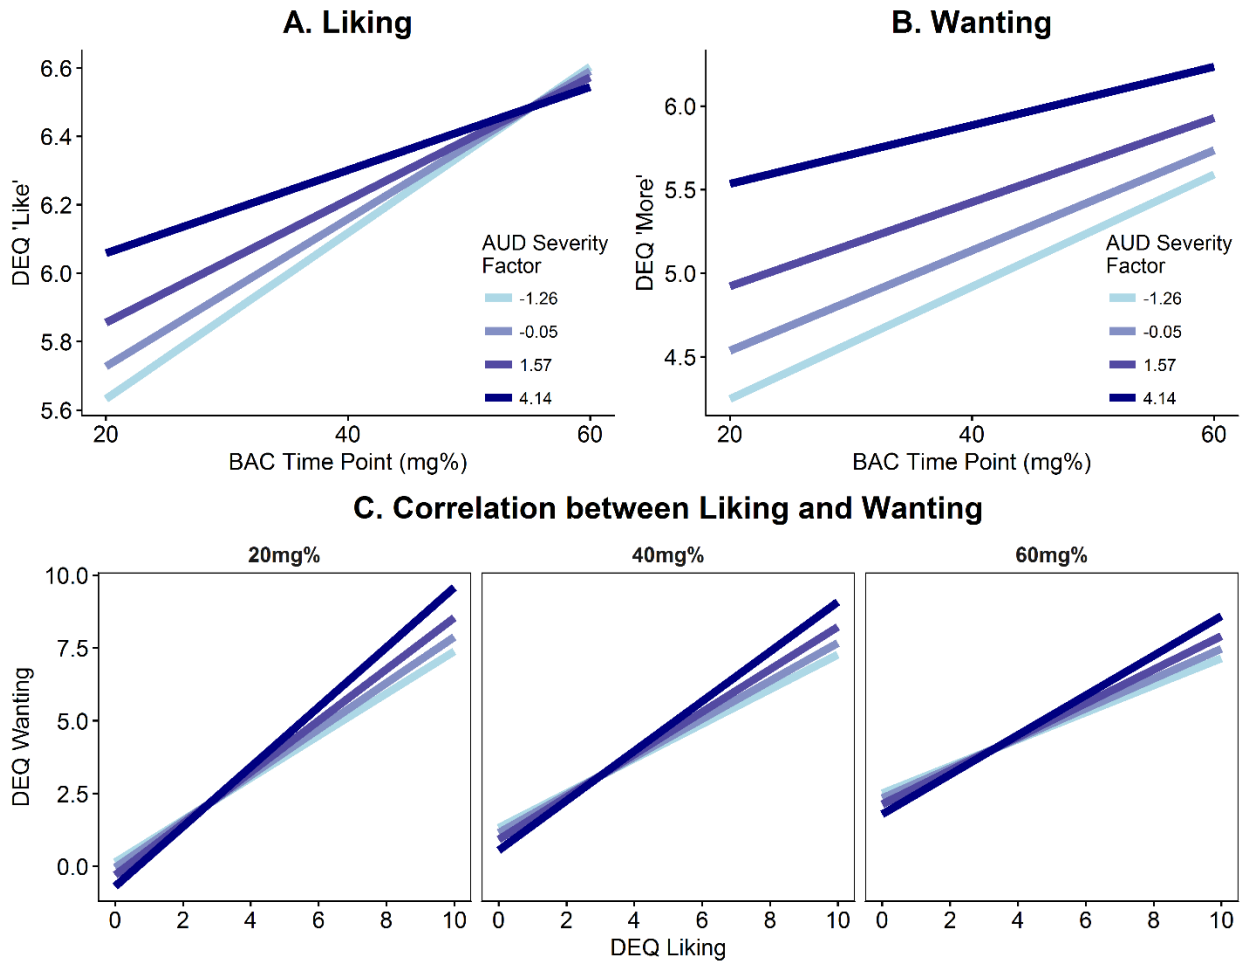 A. Liking
DEQ 'Like'
6.6
6.4
6.2
6.0
5.8
5.6
20
40
60
BAC Time Point (mg%)
AUD Severity
Factor
-1.26
-0.05
1.57
4.14
B. Wanting
DEQ 'More'
6.0
5.5
5.0
4.5
20
40
60
BAC Time Point (mg%)
AUD Severity
Factor
-1.26
-0.05
1.57
4.14
C. Correlation between Liking and Wanting
20mg%
40mg%
60mg%
DEQ Wanting
10.0
7.5
5.0
2.5
0.0
0 2 4 6 8 10
0 2 4 6 8 10
0 2 4 6 8 10
DEQ Liking